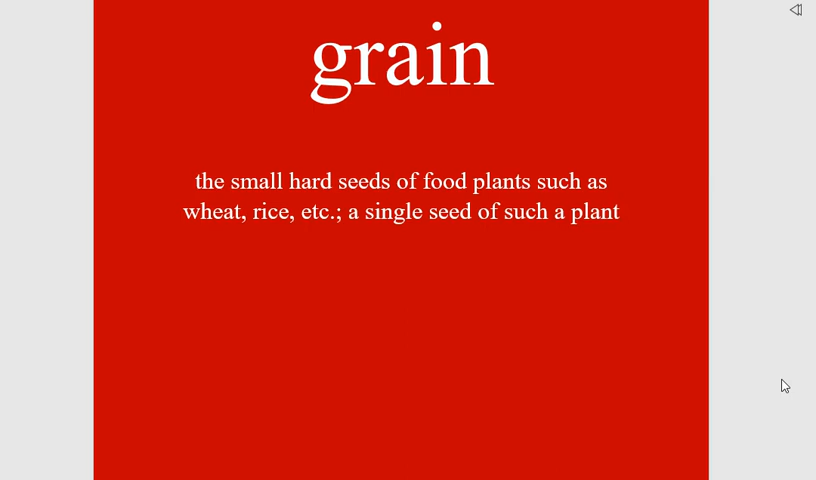 grain
the small hard seeds of food plants such as
wheat, rice, etc.; a single seed of such a plant